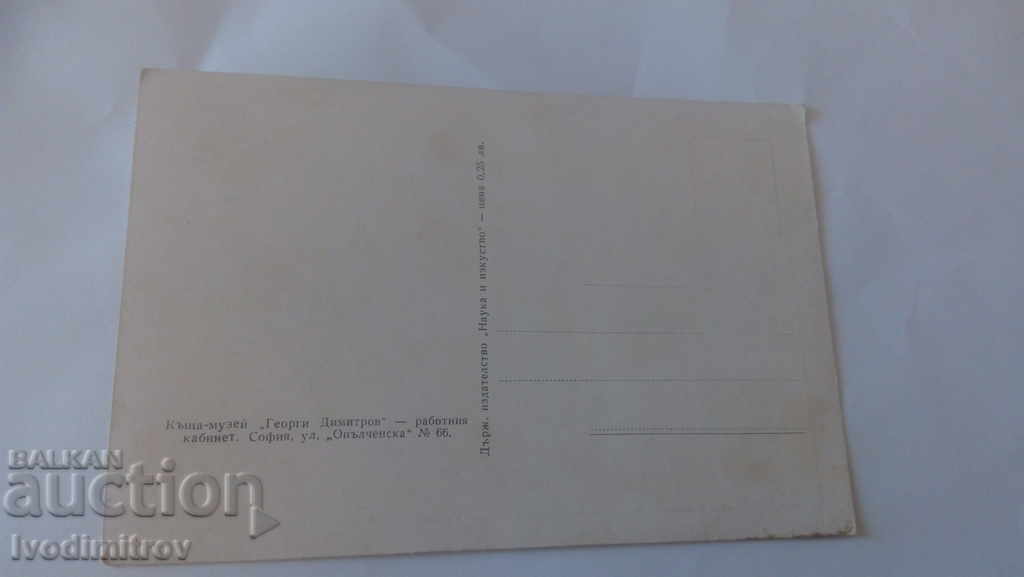 Къща-музей „Георги Димитров“ — работния
кабинет. София, ул. „Опълченска“ № 66.
Държ. издателство „Наука и изкуство“ — цена 0,25 лв.
BALKAN
auction
Ivodimitrov